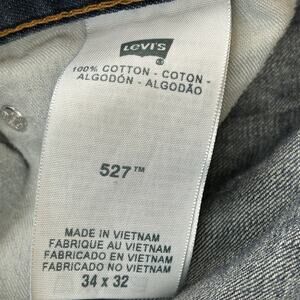 LEVI'S
100% COTTON - COTON -
ALGODÓN - ALGODÃO
527™
MADE IN VIETNAM
FABRIQUE AU VIETNAM
FABRICADO EN VIETNAM
FABRICADO NO VIETNAM
34 x 32